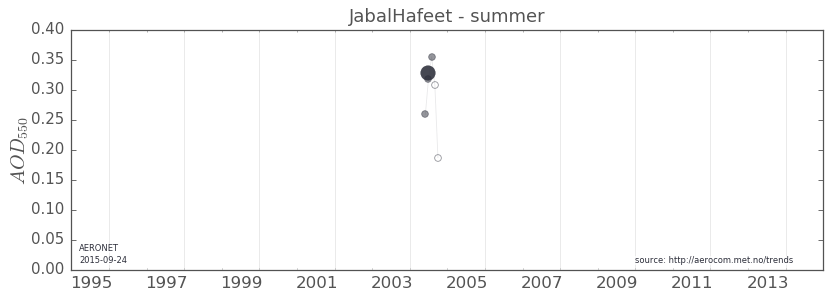 JabalHafeet - summer
0.40
0.35
0.30
0.25
0.20
0.15
0.10
0.05
0.00
AOD550
AERONET
2015-09-24
source: http://aerocom.met.no/trends
1995 1997 1999 2001 2003 2005 2007 2009 2011 2013